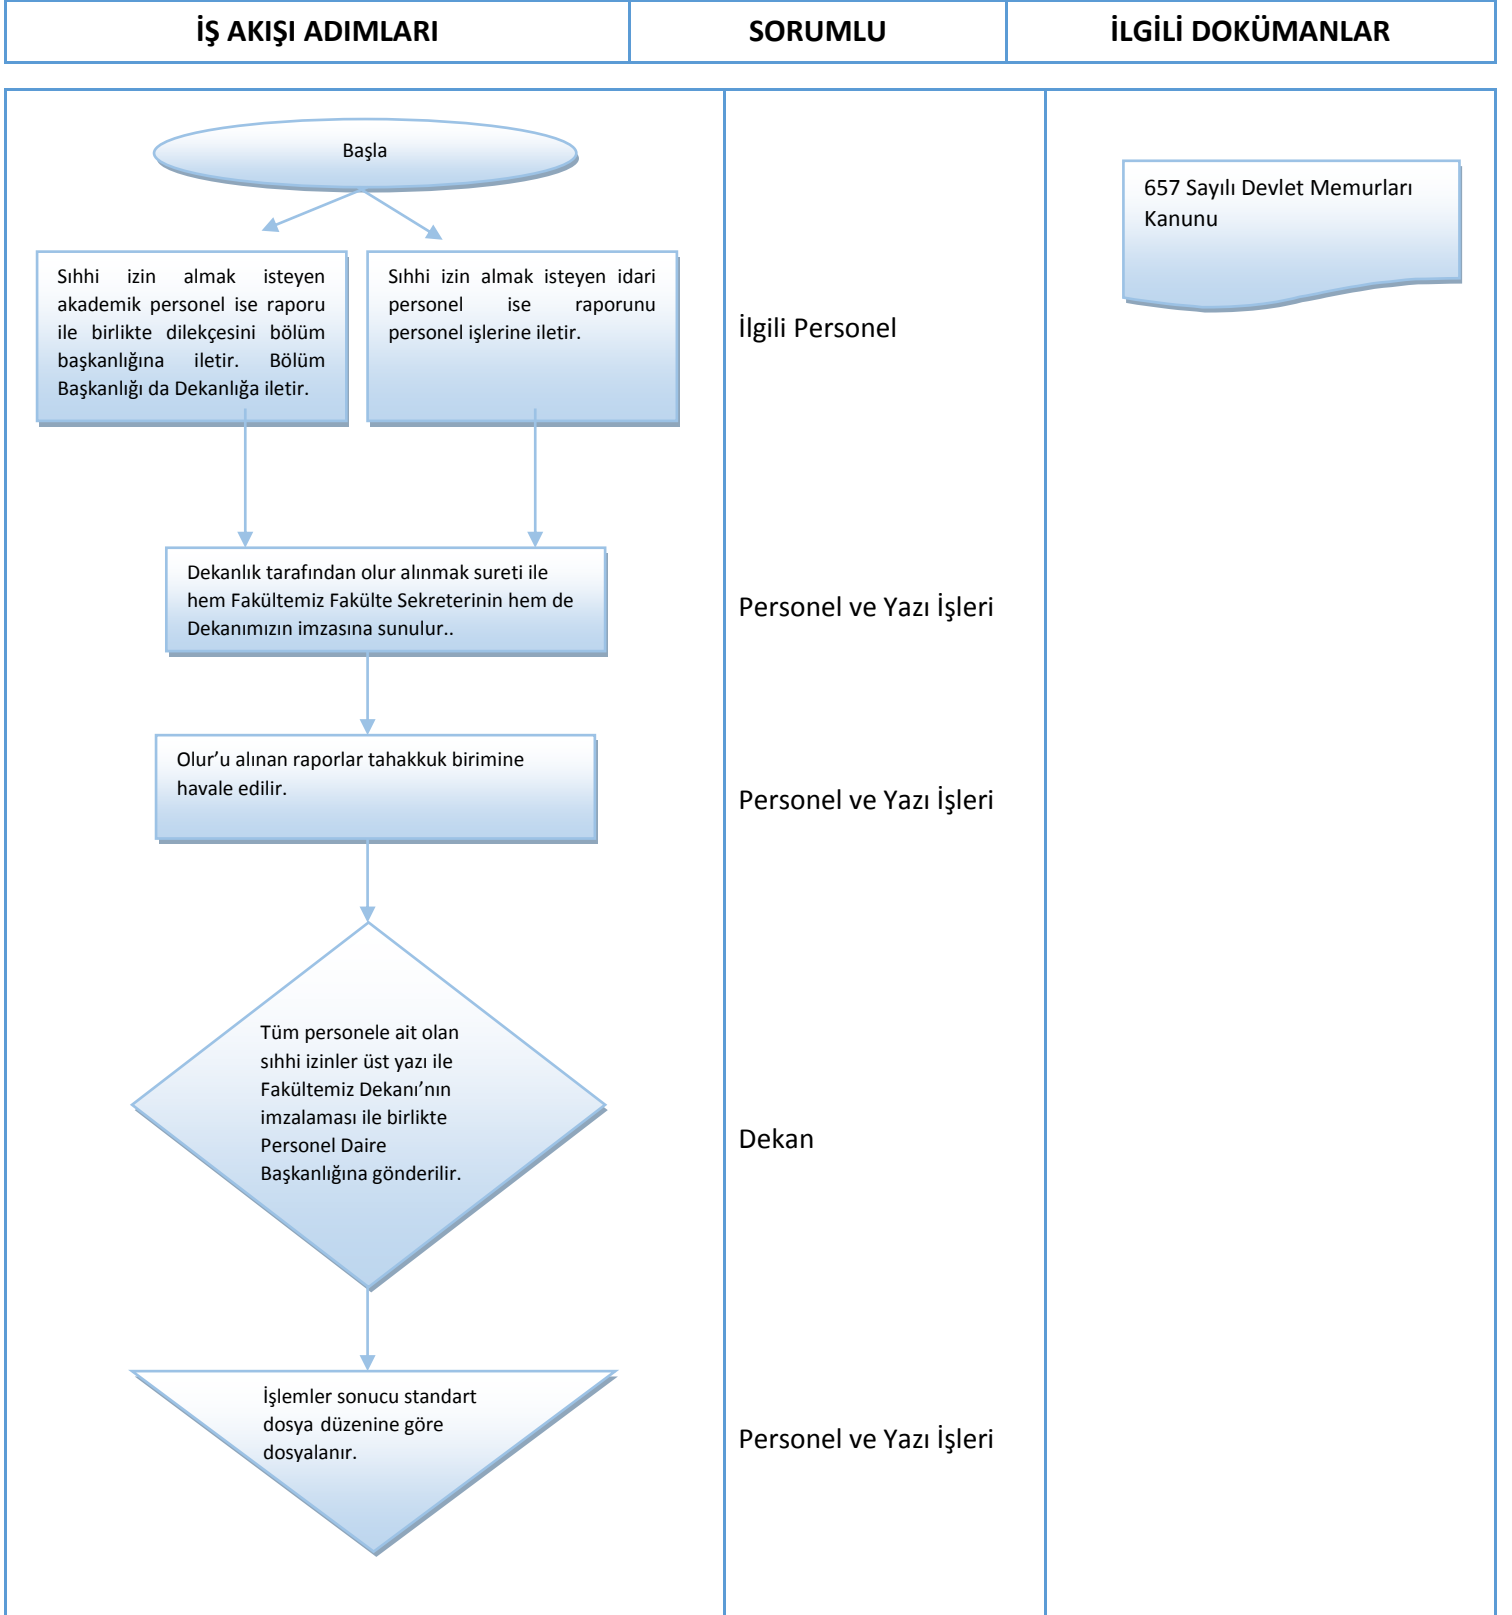 İŞ AKIŞI ADIMLARI
SORUMLU
İLGİLİ DOKÜMANLAR
Başla
657 Sayılı Devlet Memurları
Kanunu
Sıhhi izin almak isteyen
akademik personel ise raporu
ile birlikte dilekçesini bölüm
başkanlığına iletir. Bölüm
Başkanlığı da Dekanlığa iletir.
Sıhhi izin almak isteyen idari
personel ise raporunu
personel işlerine iletir.
İlgili Personel
Dekanlık tarafından olur alınmak sureti ile
hem Fakültemiz Fakülte Sekreterinin hem de
Dekanımızın imzasına sunulur..
Personel ve Yazı İşleri
Olur’u alınan raporlar tahakkuk birimine
havale edilir.
Personel ve Yazı İşleri
Tüm personele ait olan
sıhhi izinler üst yazı ile
Fakültemiz Dekanı’nın
imzalaması ile birlikte
Personel Daire
Başkanlığına gönderilir.
Dekan
İşlemler sonucu standart
dosya düzenine göre
dosyalanır.
Personel ve Yazı İşleri